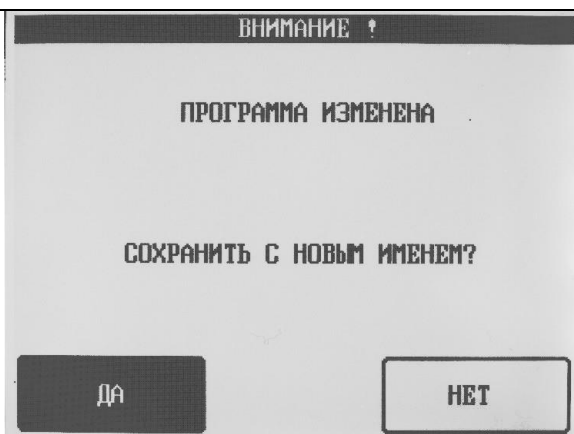 ВНИМАНИЕ !
ПРОГРАММА ИЗМЕНЕНА
СОХРАНИТЬ С НОВЫМ ИМЕНЕМ?
ДА
НЕТ